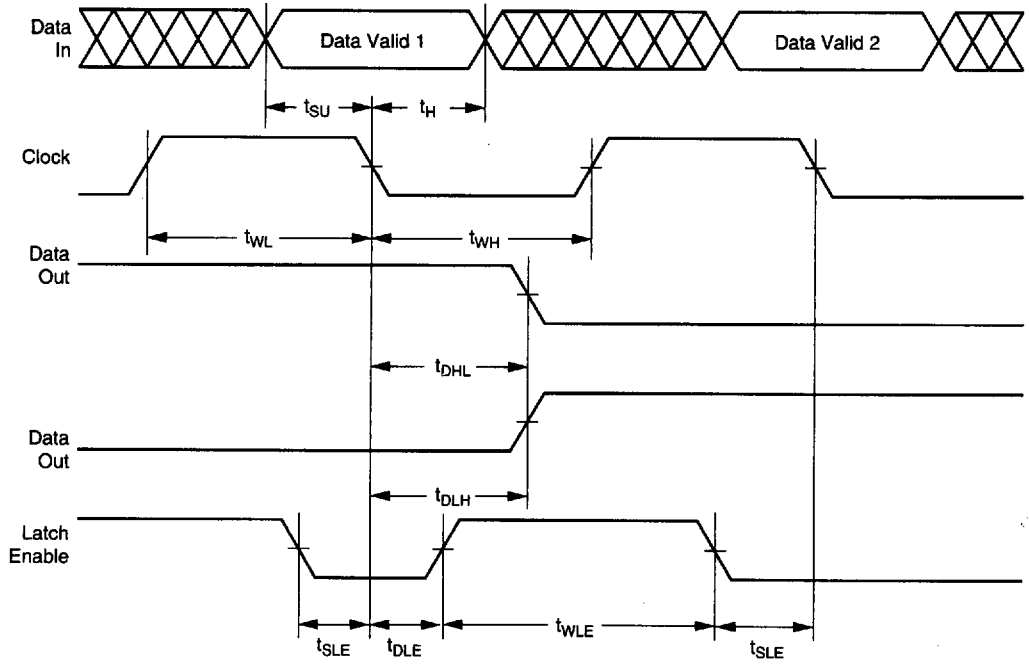 Data
In
Data Valid 1
Data Valid 2
tSU
tH
Clock
tWL
tWH
Data
Out
tDHL
Data
Out
tDLH
Latch
Enable
tSLE
tDLE
tWLE
tSLE